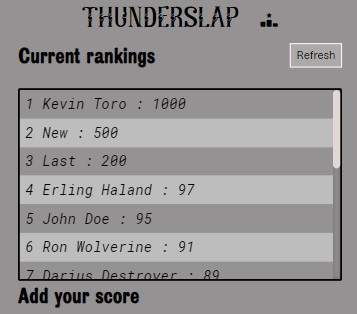 THUNDERSLAP
Current rankings
Refresh
1 Kevin Toro : 1000
2 New : 500
3 Last : 200
4 Erling Haland : 97
5 John Doe : 95
6 Ron Wolverine : 91
7 Darius Destroyer : 89
Add your score